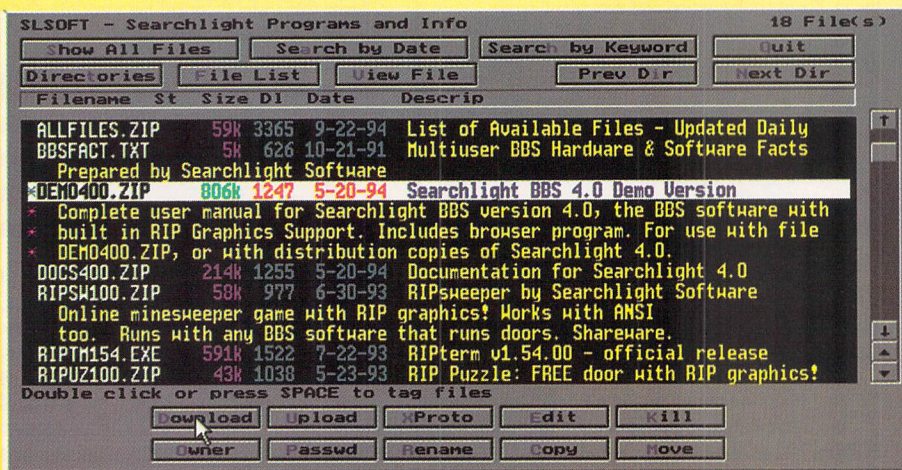 SLSOFT - Searchlight Programs and Info 18 File(s)
Show All Files Search by Date Search by Keyword Quit
Directories File List View File Prev Dir Next Dir
Filename St Size Dl Date Descrip
ALLFILES.ZIP 59k 3365 9-22-94 List of Available Files - Updated Daily
BBSFACT.TXT 5k 626 10-21-91 Multiuser BBS Hardware & Software Facts
Prepared by Searchlight Software
*DEMO400.ZIP 806k 1247 5-20-94 Searchlight BBS 4.0 Demo Version
* Complete user manual for Searchlight BBS version 4.0, the BBS software with
* built in RIP Graphics Support. Includes browser program. For use with file
* DEMO400.ZIP, or with distribution copies of Searchlight 4.0.
DOCS400.ZIP 214k 1255 5-20-94 Documentation for Searchlight 4.0
RIPSW100.ZIP 58k 977 6-30-93 RIPsweeper by Searchlight Software
Online minesweeper game with RIP graphics! Works with ANSI
too. Runs with any BBS software that runs doors. Shareware.
RIPTM154.EXE 591k 1522 7-22-93 RIPterm v1.54.00 - official release
RIPUZ100.ZIP 43k 1038 5-23-93 RIP Puzzle: FREE door with RIP graphics!
Double click or press SPACE to tag files
Download Upload XProto Edit Kill
Owner Passwd Rename Copy Move